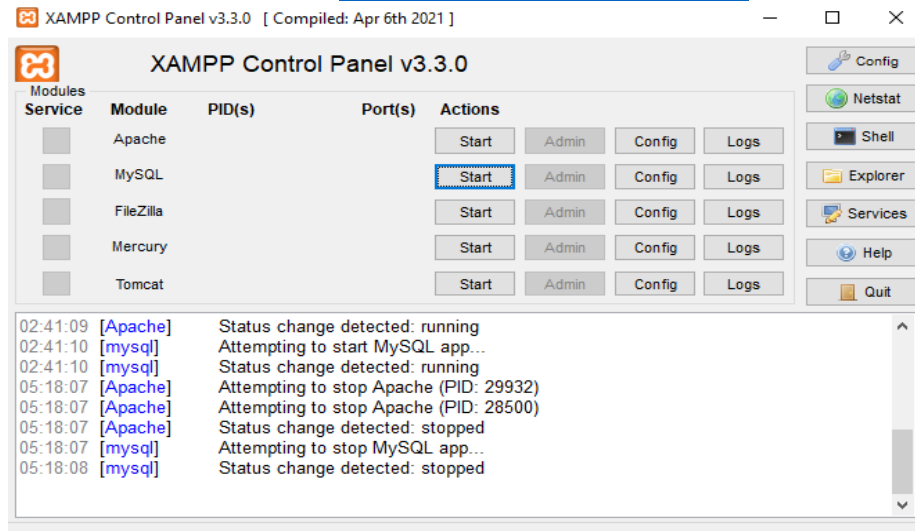 XAMPP Control Panel v3.3.0 [ Compiled: Apr 6th 2021 ]
XAMPP Control Panel v3.3.0
Config
Modules
Service Module PID(s) Port(s) Actions
Netstat
Apache Start Admin Config Logs
Shell
MySQL Start Admin Config Logs
Explorer
FileZilla Start Admin Config Logs
Services
Mercury Start Admin Config Logs
Help
Tomcat Start Admin Config Logs
Quit
02:41:09 [Apache] Status change detected: running
02:41:10 [mysql] Attempting to start MySQL app...
02:41:10 [mysql] Status change detected: running
05:18:07 [Apache] Attempting to stop Apache (PID: 29932)
05:18:07 [Apache] Attempting to stop Apache (PID: 28500)
05:18:07 [Apache] Status change detected: stopped
05:18:07 [mysql] Attempting to stop MySQL app...
05:18:08 [mysql] Status change detected: stopped